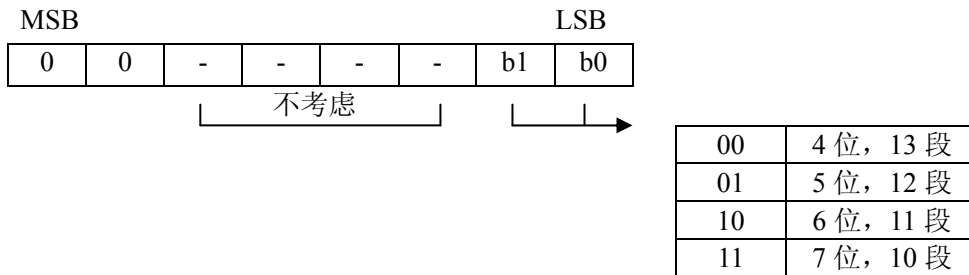 MSB LSB
0 0 - - - - b1 b0
不考虑
00 4 位，13 段
01 5 位，12 段
10 6 位，11 段
11 7 位，10 段